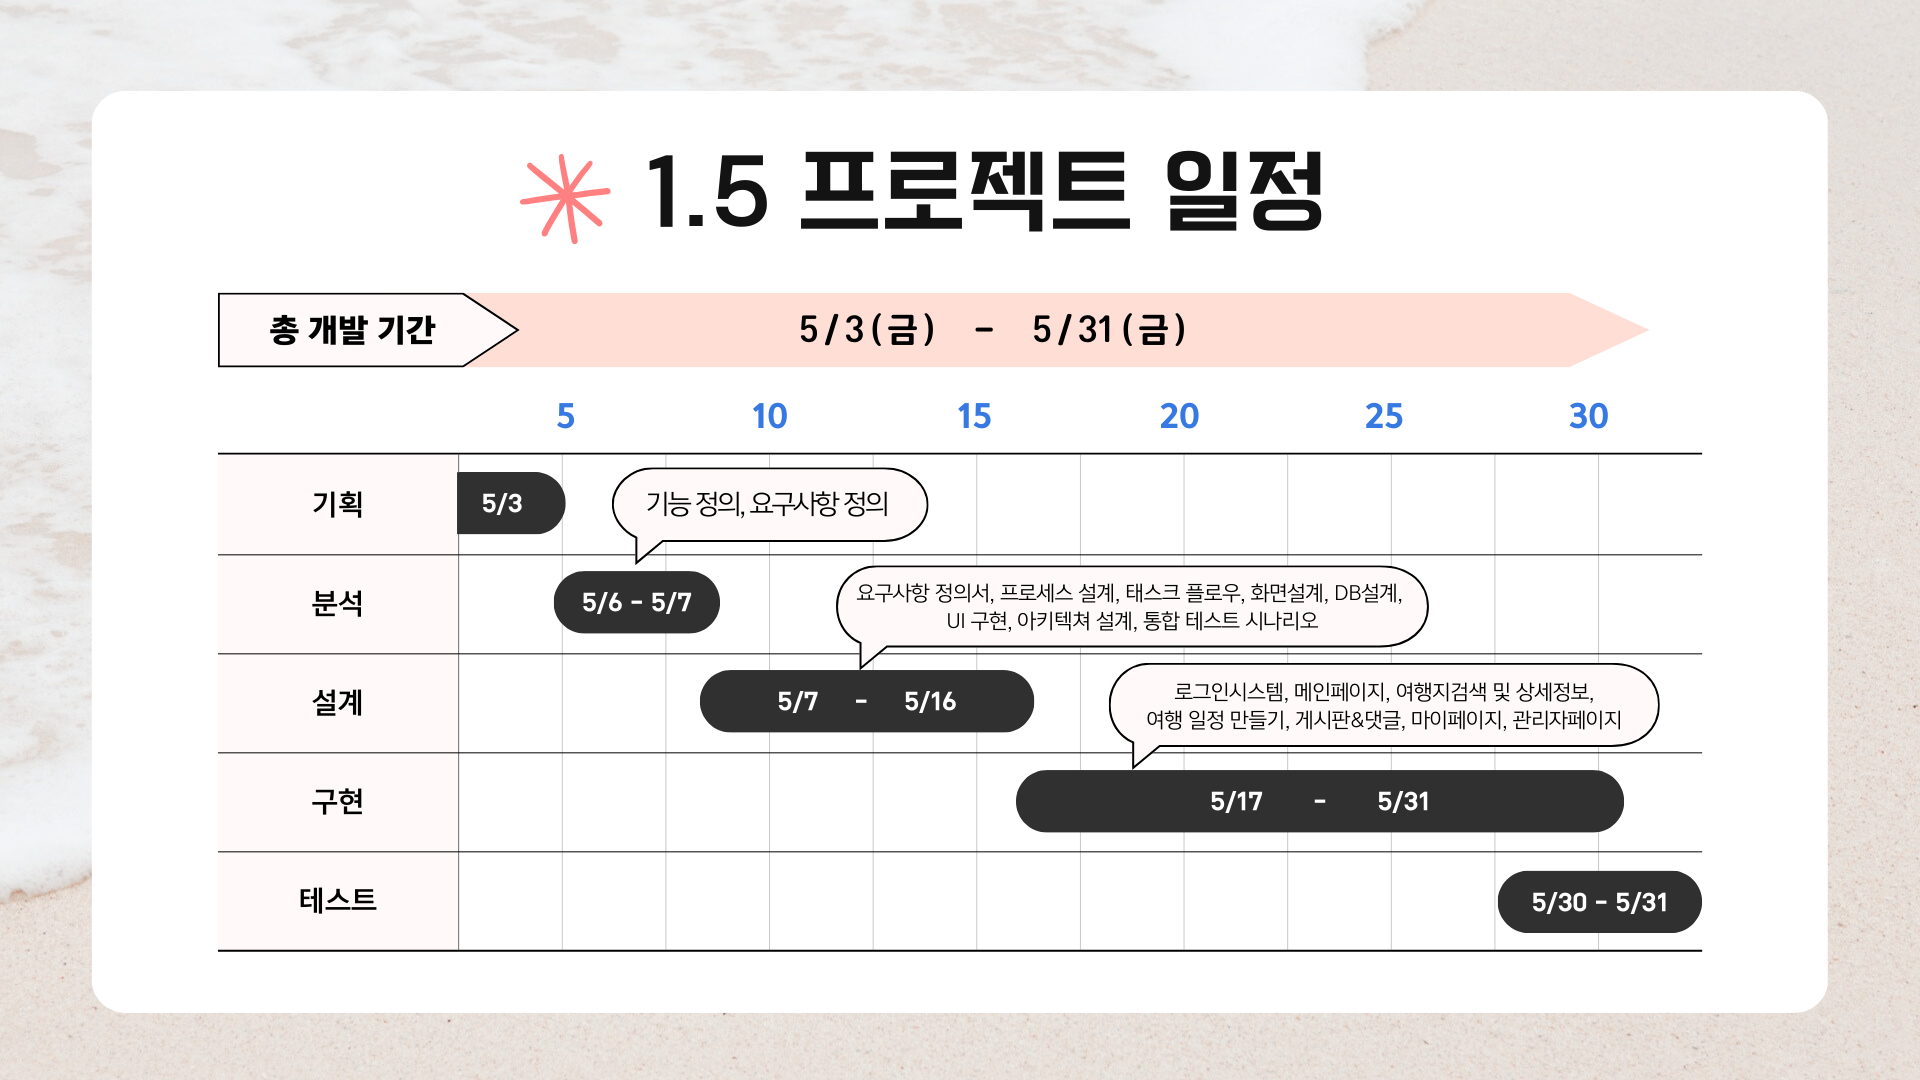 1.5 프로젝트 일정
총 개발 기간
5/3(금) - 5/31(금)
5 10 15 20 25 30
기획
5/3
기능 정의, 요구사항 정의
분석
5/6 - 5/7
요구사항 정의서, 프로세스 설계, 태스크 플로우, 화면설계, DB설계,
UI 구현, 아키텍쳐 설계, 통합 테스트 시나리오
설계
5/7 - 5/16
로그인시스템, 메인페이지, 여행지검색 및 상세정보,
여행 일정 만들기, 게시판&댓글, 마이페이지, 관리자페이지
구현
5/17 - 5/31
테스트
5/30 - 5/31